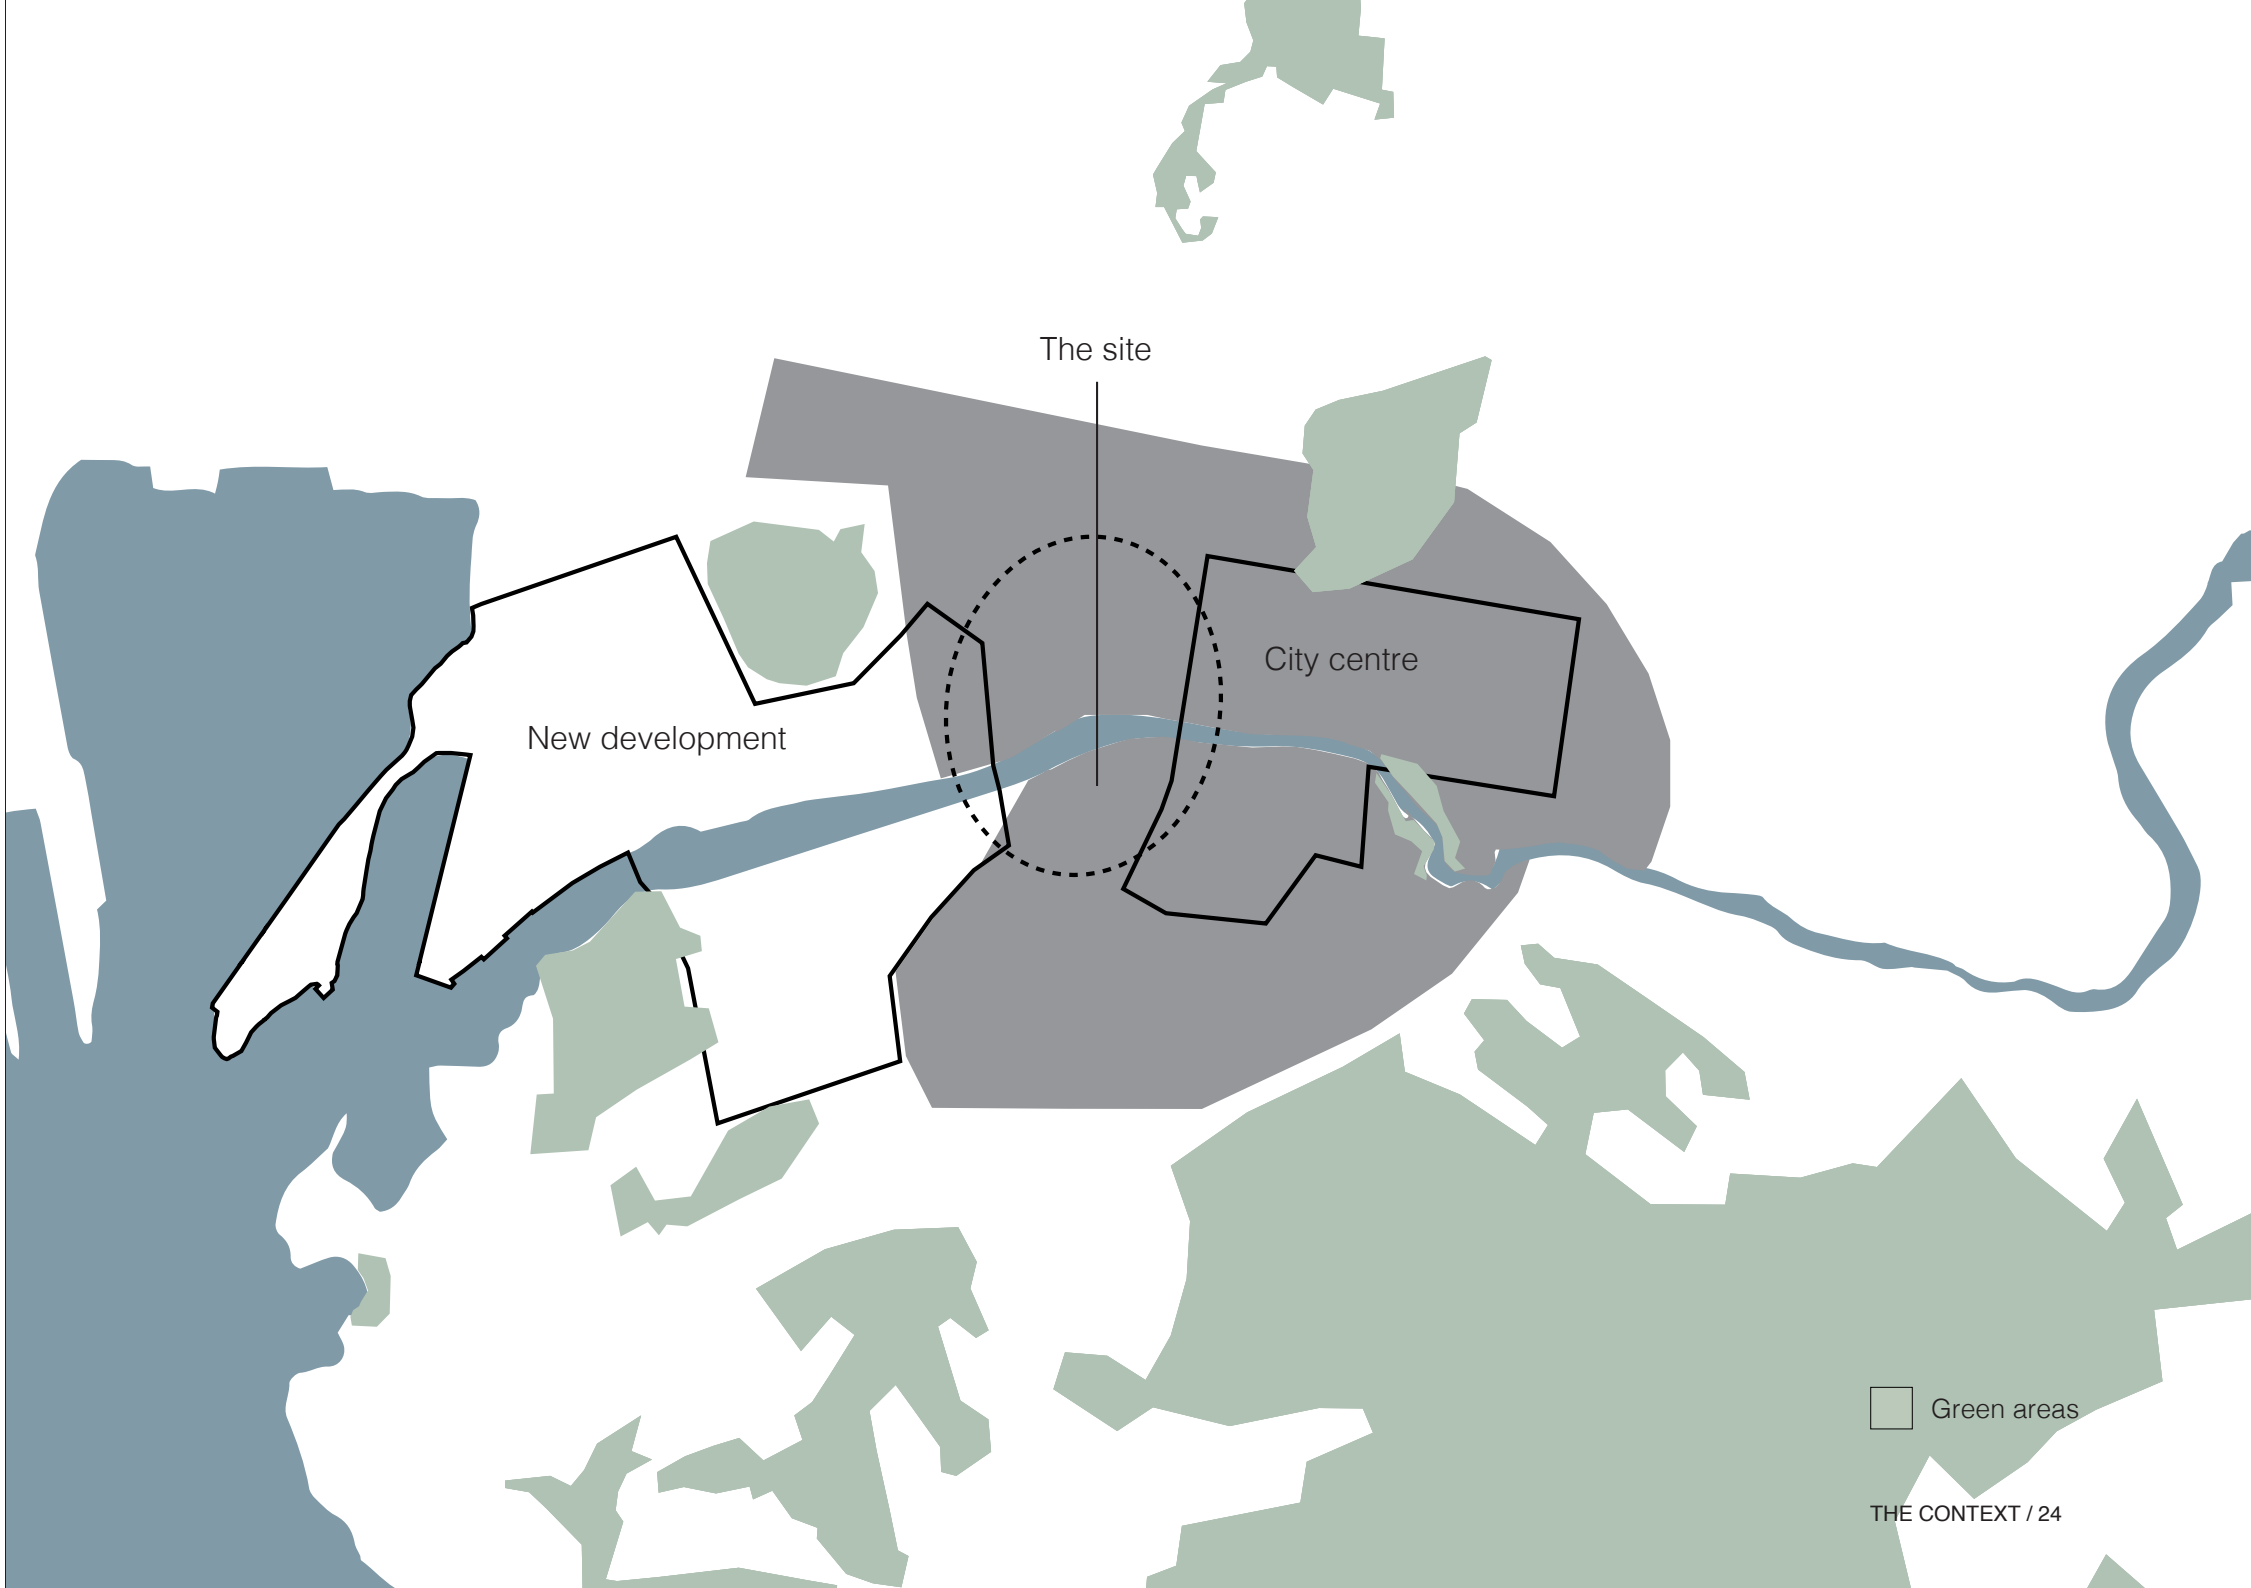 The site
City centre
New development
Green areas
THE CONTEXT / 24